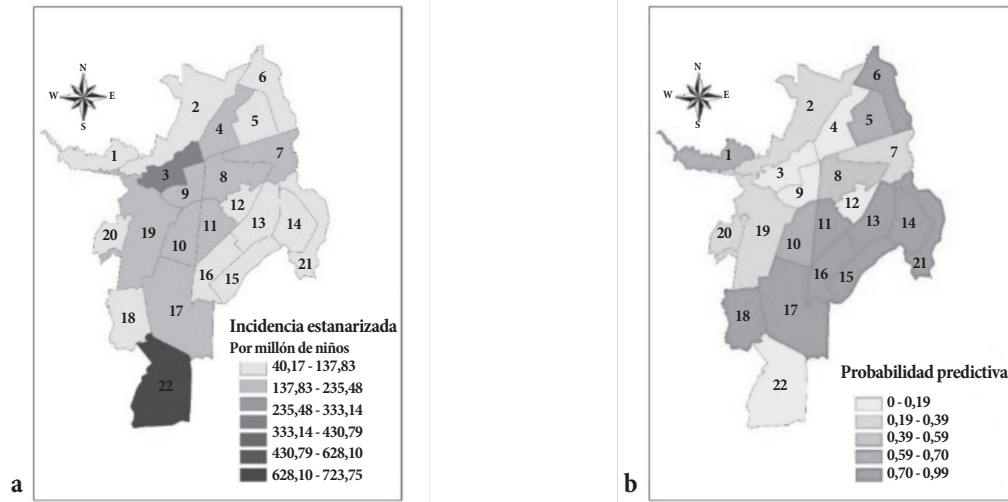 N
W E
S
6
2
4
5
1
7
3
8
9
12
13
14
20
19
11
10
21
16
15
18
17
22
Incidencia estanarizada
Por millón de niños
40,17 - 137,83
137,83 - 235,48
235,48 - 333,14
333,14 - 430,79
430,79 - 628,10
628,10 - 723,75
a
N
W E
S
6
2
4
5
1
7
3
8
9
12
13
14
20
19
11
10
21
16
15
18
17
22
Probabilidad predictiva
0 - 0,19
0,19 - 0,39
0,39 - 0,59
0,59 - 0,70
0,70 - 0,99
b